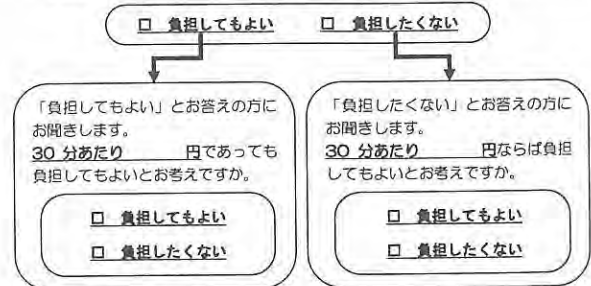 □ 負担してもよい □ 負担したくない
「負担してもよい」とお答えの方に
お聞きします。
30 分あたり 円であっても
負担してもよいとお考えですか。
□ 負担してもよい
□ 負担したくない
「負担したくない」とお答えの方に
お聞きします。
30 分あたり 円ならば負担
してもよいとお考えですか。
□ 負担してもよい
□ 負担したくない